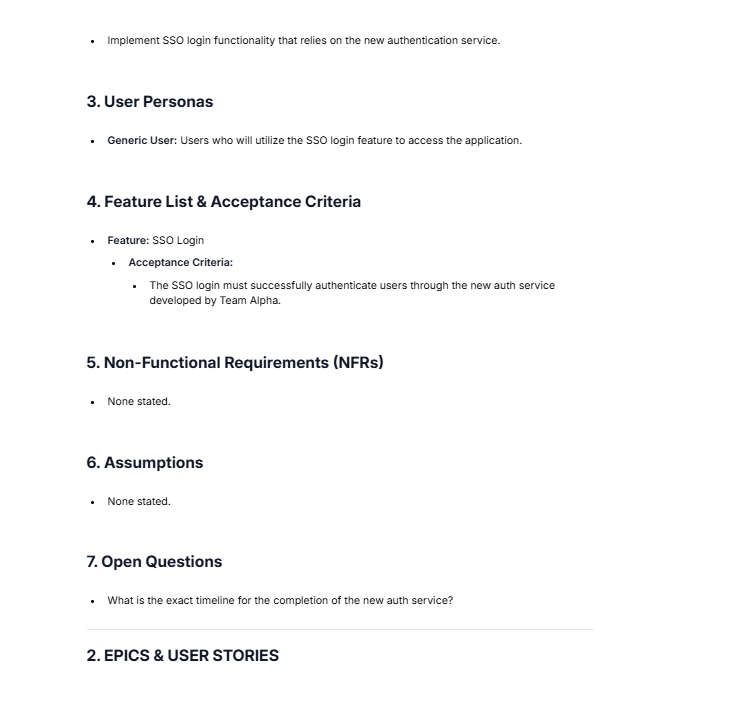 • Implement SSO login functionality that relies on the new authentication service.
3. User Personas
• Generic User: Users who will utilize the SSO login feature to access the application.
4. Feature List & Acceptance Criteria
• Feature: SSO Login
• Acceptance Criteria:
• The SSO login must successfully authenticate users through the new auth service
developed by Team Alpha.
5. Non-Functional Requirements (NFRs)
• None stated.
6. Assumptions
• None stated.
7. Open Questions
• What is the exact timeline for the completion of the new auth service?
2. EPICS & USER STORIES